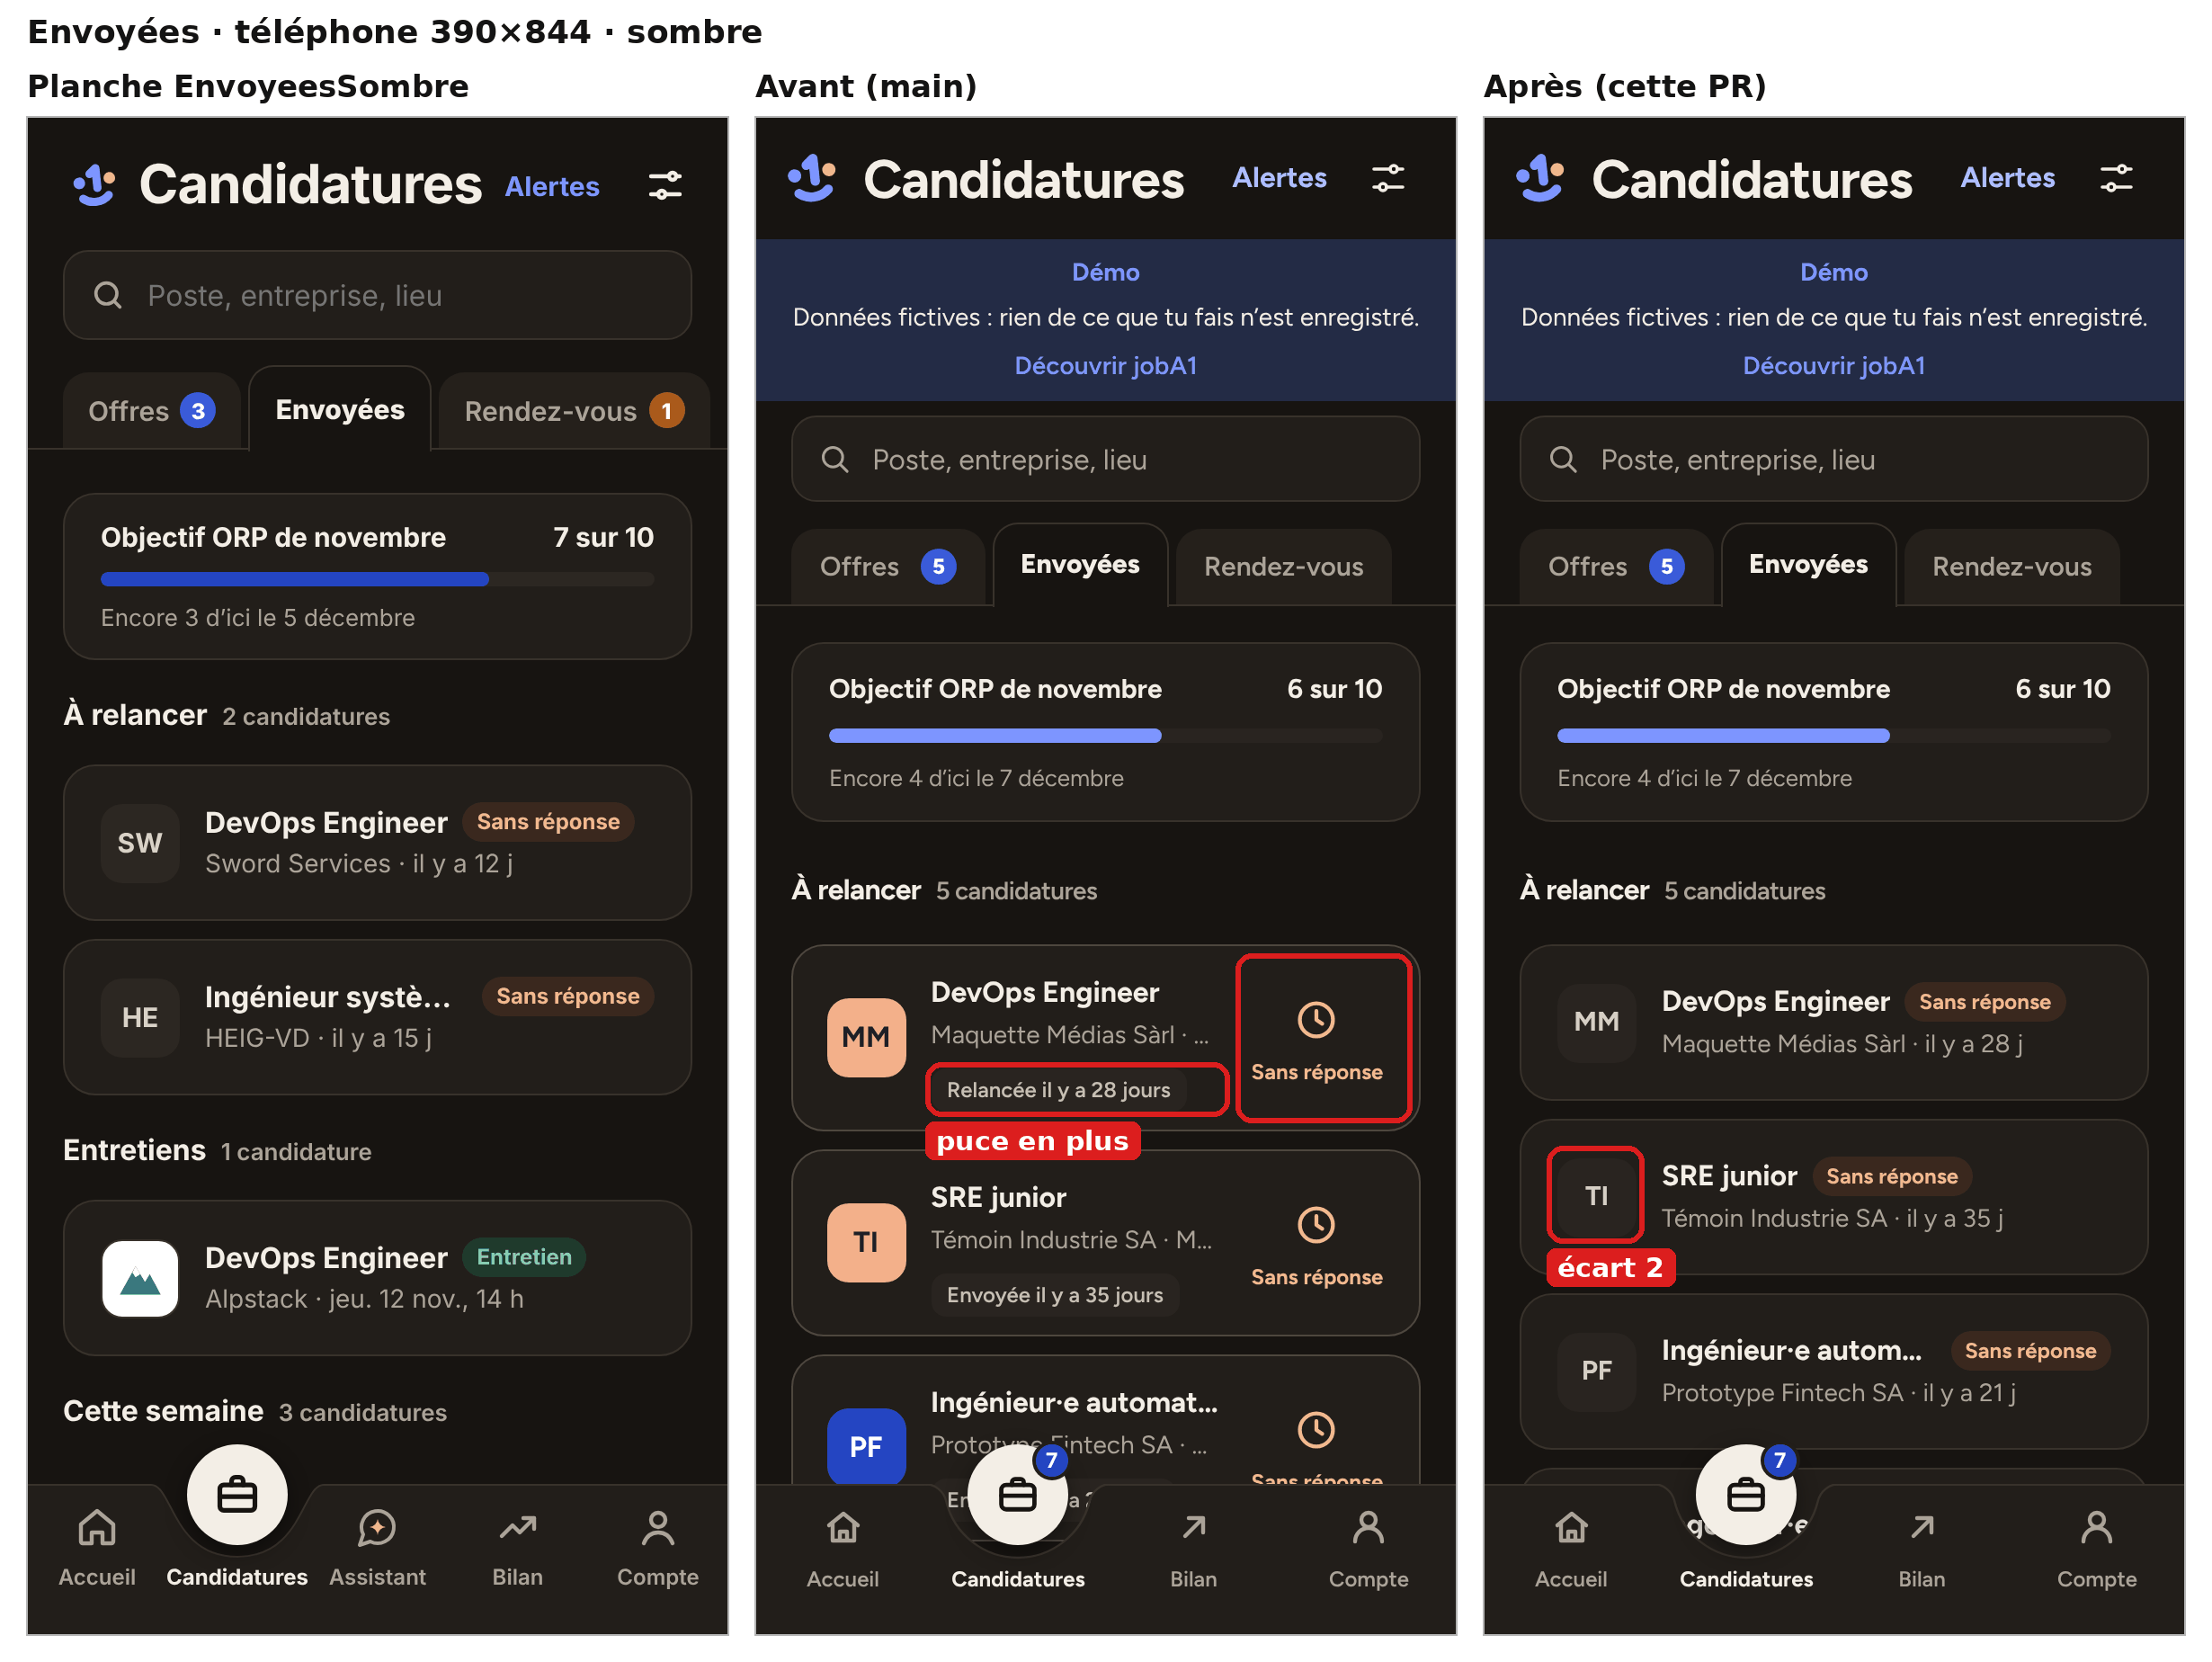 Envoyées · téléphone 390×844 · sombre
Planche EnvoyeesSombre
Candidatures
Alertes
Poste, entreprise, lieu
Offres 3
Envoyées
Rendez-vous 1
Objectif ORP de novembre
7 sur 10
Encore 3 d’ici le 5 décembre
À relancer 2 candidatures
SW
DevOps Engineer
Sans réponse
Sword Services · il y a 12 j
HE
Ingénieur systè...
Sans réponse
HEIG-VD · il y a 15 j
Entretiens 1 candidature
DevOps Engineer
Entretien
Alpstack · jeu. 12 nov., 14 h
Cette semaine 3 candidatures
Accueil
Candidatures
Assistant
Bilan
Compte
Avant (main)
Candidatures
Alertes
Démo
Données fictives : rien de ce que tu fais n’est enregistré.
Découvrir jobA1
Poste, entreprise, lieu
Offres 5
Envoyées
Rendez-vous
Objectif ORP de novembre
6 sur 10
Encore 4 d’ici le 7 décembre
À relancer 5 candidatures
MM
DevOps Engineer
Maquette Médias Sàrl · ...
Relancée il y a 28 jours
Sans réponse
puce en plus
TI
SRE junior
Témoin Industrie SA · M...
Envoyée il y a 35 jours
Sans réponse
PF
Ingénieur·e automat...
Prototype Fintech SA · ...
Sans réponse
7
Accueil
Candidatures
Bilan
Compte
Après (cette PR)
Candidatures
Alertes
Démo
Données fictives : rien de ce que tu fais n’est enregistré.
Découvrir jobA1
Poste, entreprise, lieu
Offres 5
Envoyées
Rendez-vous
Objectif ORP de novembre
6 sur 10
Encore 4 d’ici le 7 décembre
À relancer 5 candidatures
MM
DevOps Engineer
Sans réponse
Maquette Médias Sàrl · il y a 28 j
TI
SRE junior
Sans réponse
Témoin Industrie SA · il y a 35 j
écart 2
PF
Ingénieur·e autom...
Sans réponse
Prototype Fintech SA · il y a 21 j
7
Accueil
Candidatures
Bilan
Compte